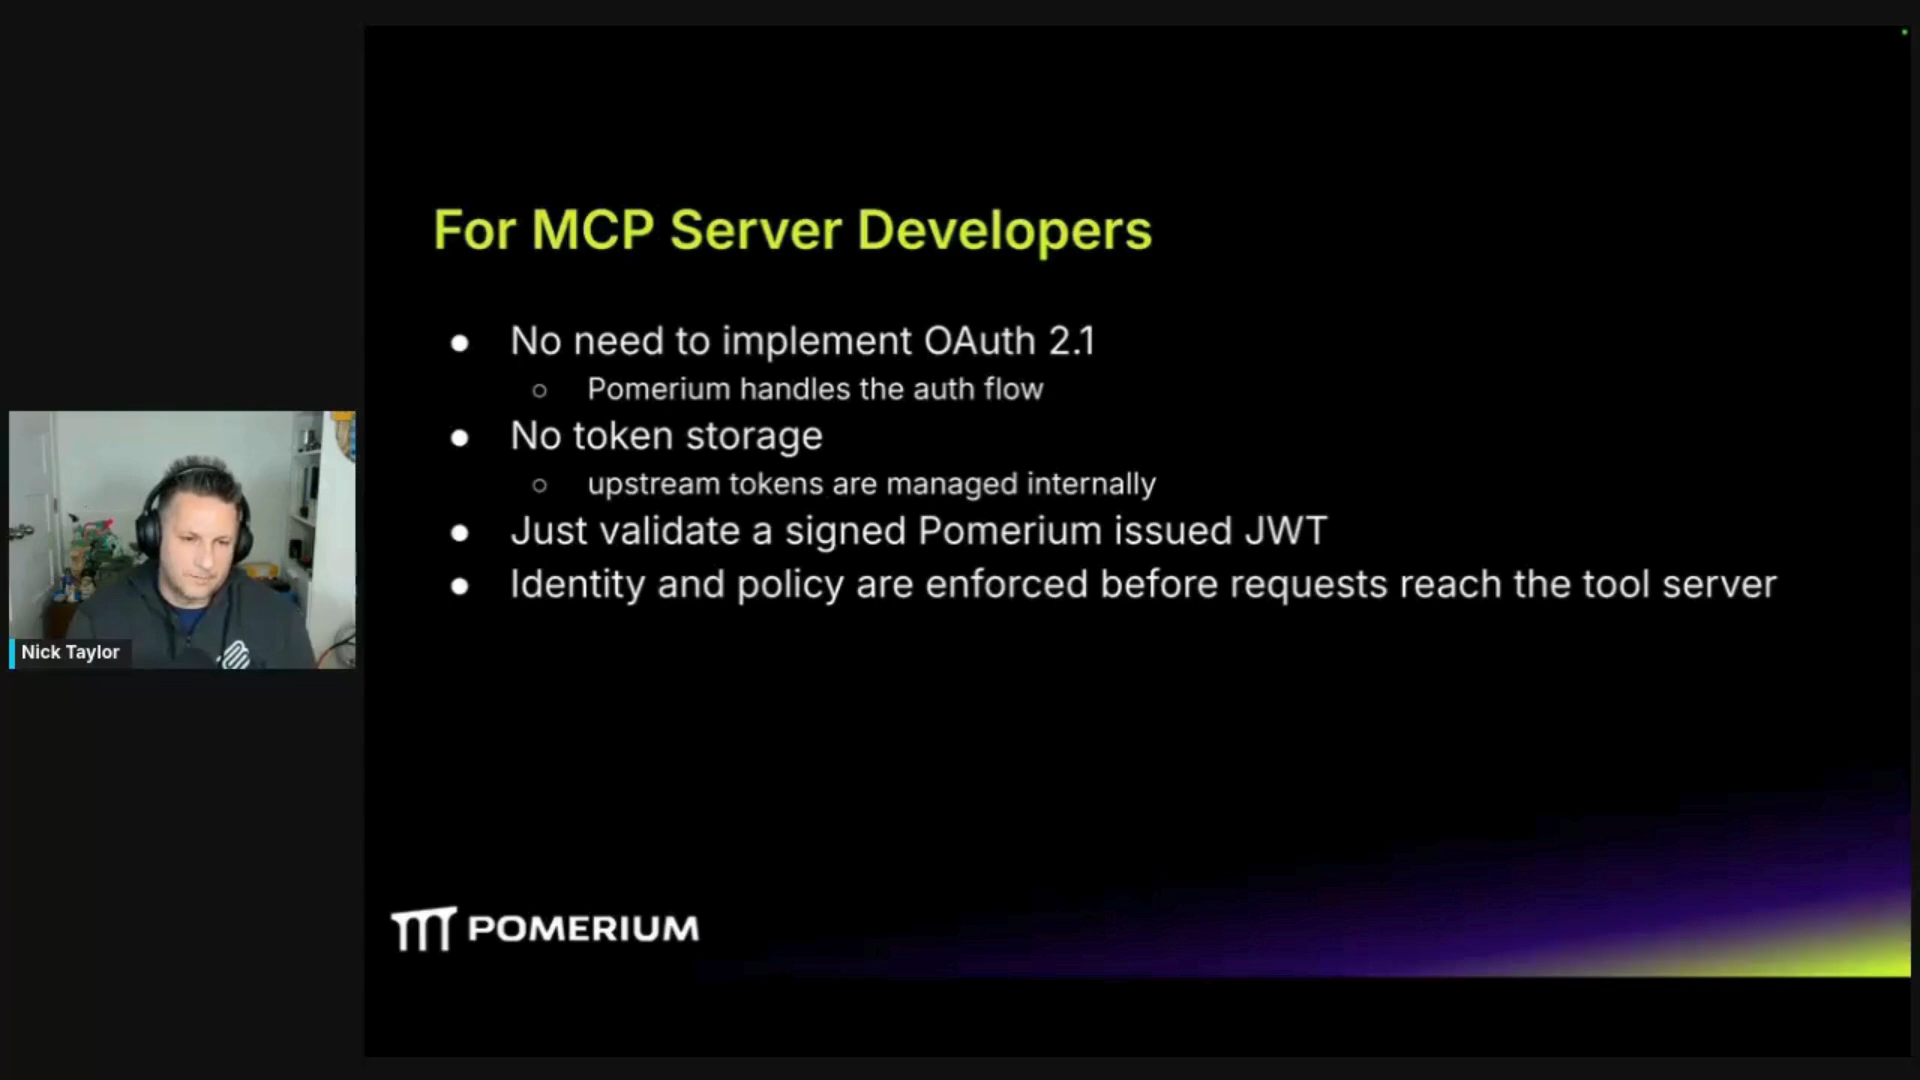 For MCP Server Developers
● No need to implement OAuth 2.1
○ Pomerium handles the auth flow
● No token storage
○ upstream tokens are managed internally
● Just validate a signed Pomerium issued JWT
● Identity and policy are enforced before requests reach the tool server
Nick Taylor
POMERIUM